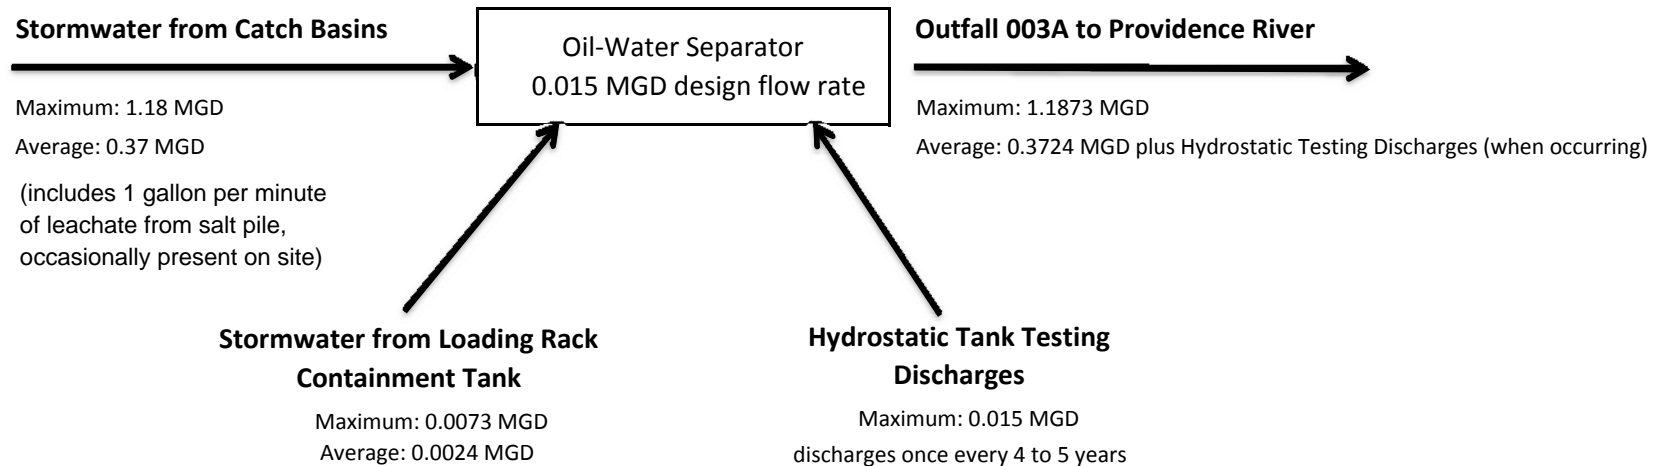 Stormwater from Catch Basins
Maximum: 1.18 MGD
Average: 0.37 MGD
(includes 1 gallon per minute
of leachate from salt pile,
occasionally present on site)
Oil-Water Separator
0.015 MGD design flow rate
Outfall 003A to Providence River
Maximum: 1.1873 MGD
Average: 0.3724 MGD plus Hydrostatic Testing Discharges (when occurring)
Stormwater from Loading Rack
Containment Tank
Maximum: 0.0073 MGD
Average: 0.0024 MGD
Hydrostatic Tank Testing
Discharges
Maximum: 0.015 MGD
discharges once every 4 to 5 years